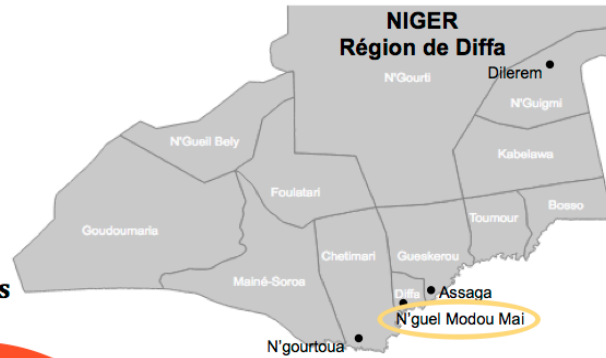 NIGER
Région de Diffa
N'Gourti
Dilerem
N'Guigmi
N'Gueil Bely
Kabelawa
Foulatari
Bosso
Toumour
Goudoumaria
Chetimari
Gueskerou
Mainé-Soroa
Diffa
Assaga
N'guel Modou Mai
N'gourtoua
s